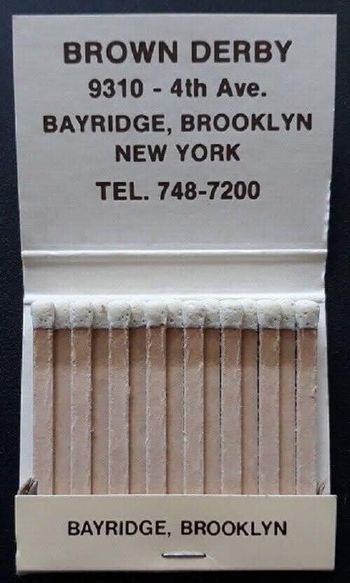 BROWN DERBY
9310 - 4th Ave.
BAYRIDGE, BROOKLYN
NEW YORK
TEL. 748-7200
BAYRIDGE, BROOKLYN